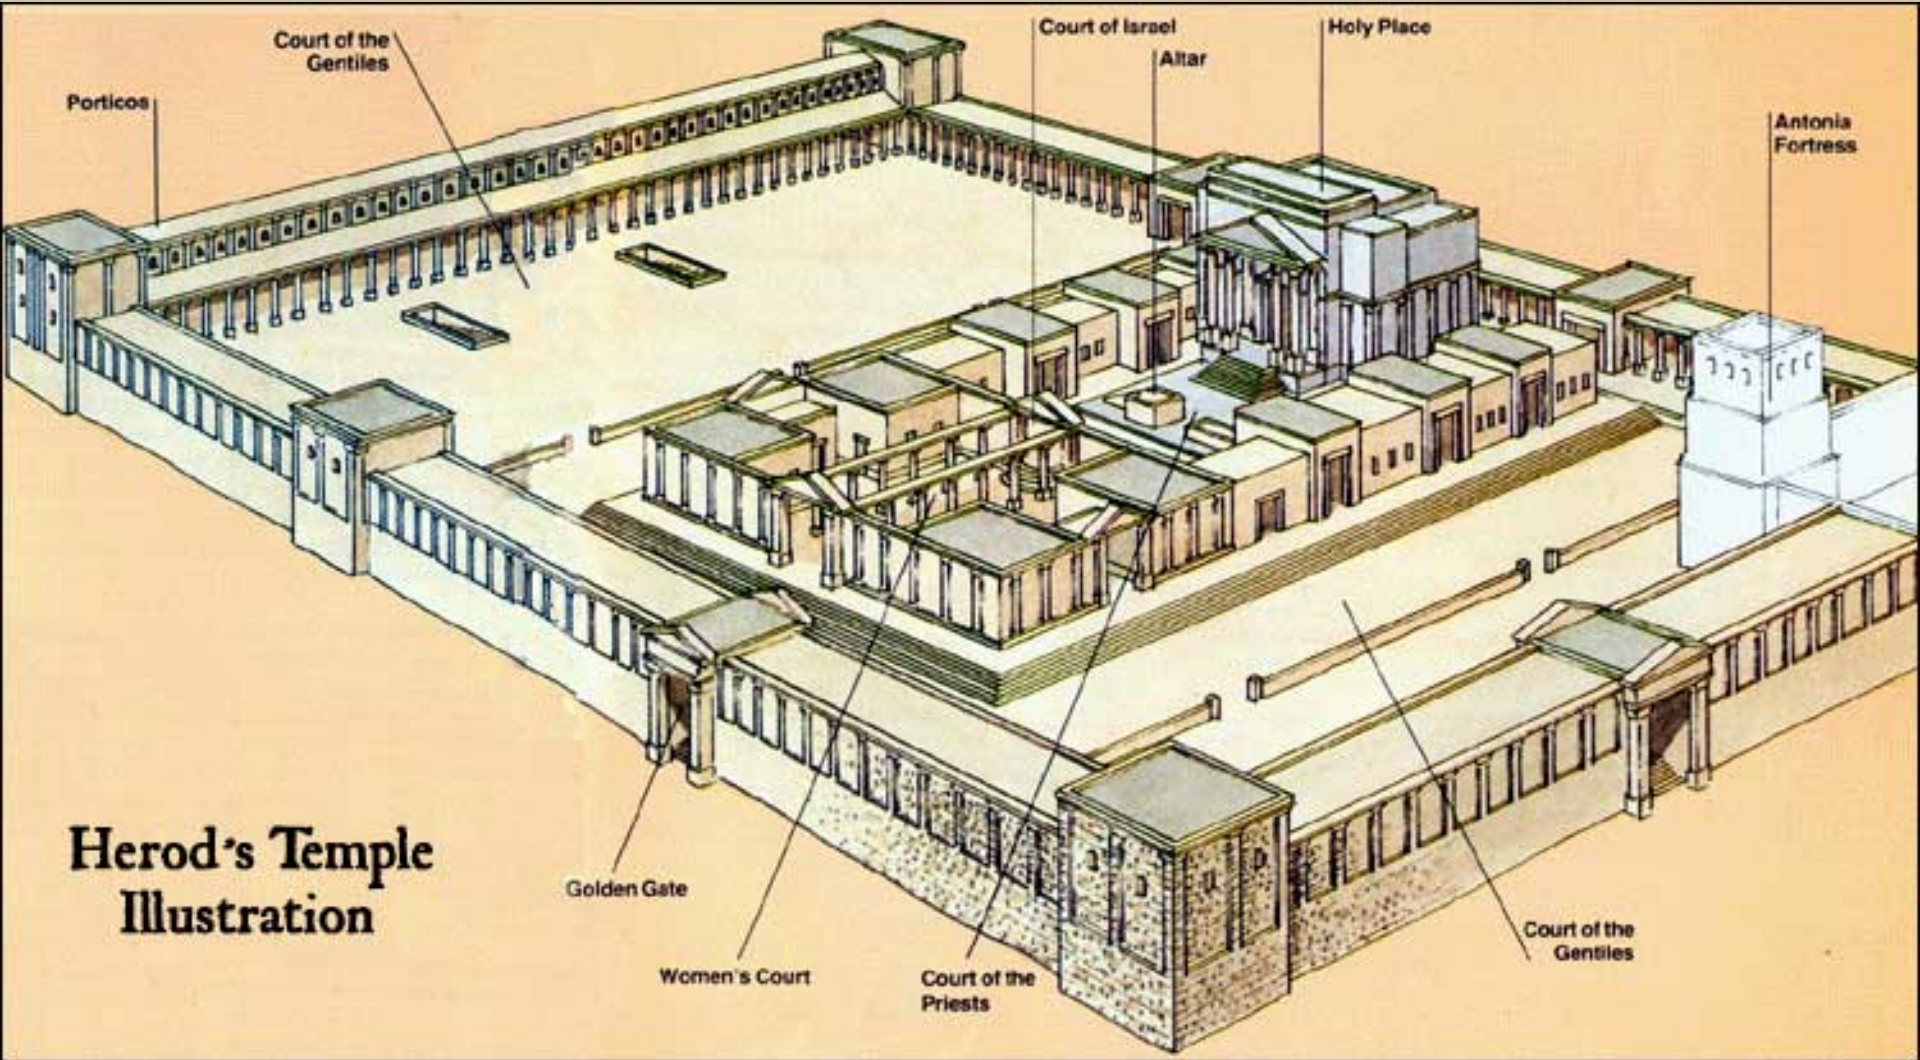 Court of the
Gentiles
Porticos
Court of Israel
Altar
Holy Place
Antonia
Fortress
Herod's Temple
Illustration
Golden Gate
Women's Court
Court of the
Priests
Court of the
Gentiles